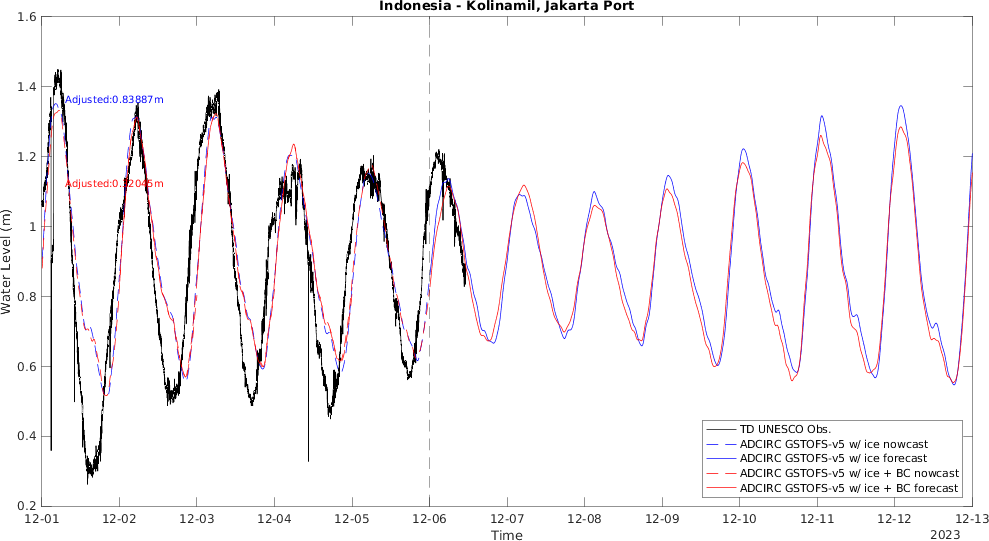 Indonesia - Kolinamil, Jakarta Port
1.6
1.4
1.2
1
0.8
0.6
0.4
0.2
Water Level (m)
Adjusted:0.83887m
Adjusted:0.32045m
TD UNESCO Obs.
ADCIRC GSTOFS-v5 w/ ice nowcast
ADCIRC GSTOFS-v5 w/ ice forecast
ADCIRC GSTOFS-v5 w/ ice + BC nowcast
ADCIRC GSTOFS-v5 w/ ice + BC forecast
12-01 12-02 12-03 12-04 12-05 12-06 12-07 12-08 12-09 12-10 12-11 12-12 12-13
Time
2023